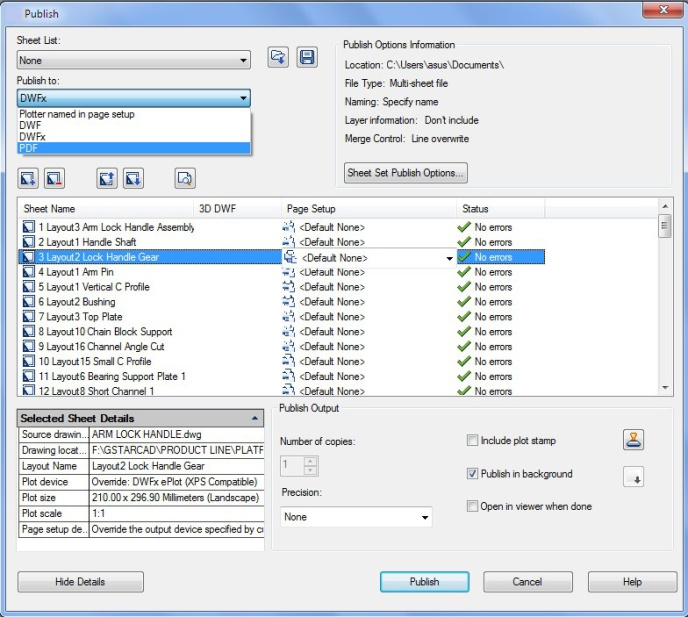 Publish
Sheet List:
None
Publish to:
DWFx
Plotter named in page setup
DWF
DWFx
PDF
Publish Options Information
Location: C:\Users\asus\Documents\
File Type: Multi-sheet file
Naming: Specify name
Layer information: Don't include
Merge Control: Line overwrite
Sheet Set Publish Options...
Sheet Name 3D DWF Page Setup Status
1 Layout3 Arm Lock Handle Assembly <Default None> No errors
2 Layout1 Handle Shaft <Default None> No errors
3 Layout2 Lock Handle Gear <Default None> No errors
4 Layout1 Arm Pin <Default None> No errors
5 Layout1 Vertical C Profile <Default None> No errors
6 Layout2 Bushing <Default None> No errors
7 Layout3 Top Plate <Default None> No errors
8 Layout10 Chain Block Support <Default None> No errors
9 Layout16 Channel Angle Cut <Default None> No errors
10 Layout15 Small C Profile <Default None> No errors
11 Layout6 Bearing Support Plate 1 <Default None> No errors
12 Layout8 Short Channel 1 <Default None> No errors
Selected Sheet Details
Source drawin... ARM LOCK HANDLE.dwg
Drawing locat... F:\GSTARCAD\PRODUCT LINE\PLATF
Layout Name Layout2 Lock Handle Gear
Plot device Override: DWFx ePlot (XPS Compatible)
Plot size 210.00 x 296.90 Millimeters (Landscape)
Plot scale 1:1
Page setup de... Override the output device specified by cu
Publish Output
Number of copies:
1
Precision:
None
Include plot stamp
Publish in background
Open in viewer when done
Hide Details
Publish
Cancel
Help